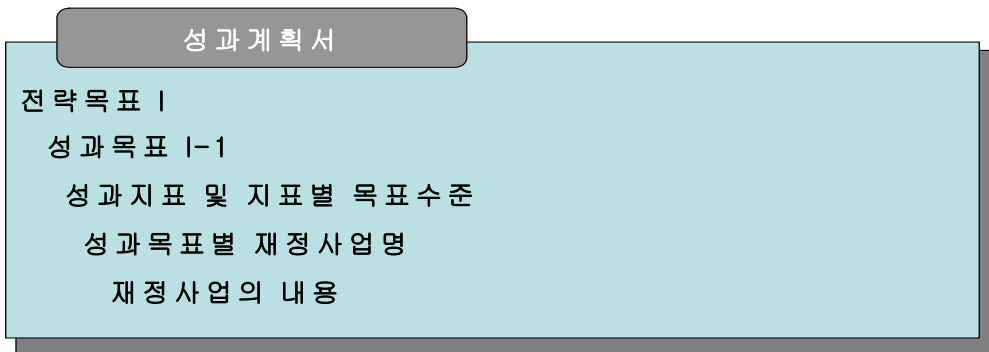 성과계획서
전략목표 Ⅰ
성과목표 Ⅰ-1
성과지표 및 지표별 목표수준
성과목표별 재정사업명
재정사업의 내용